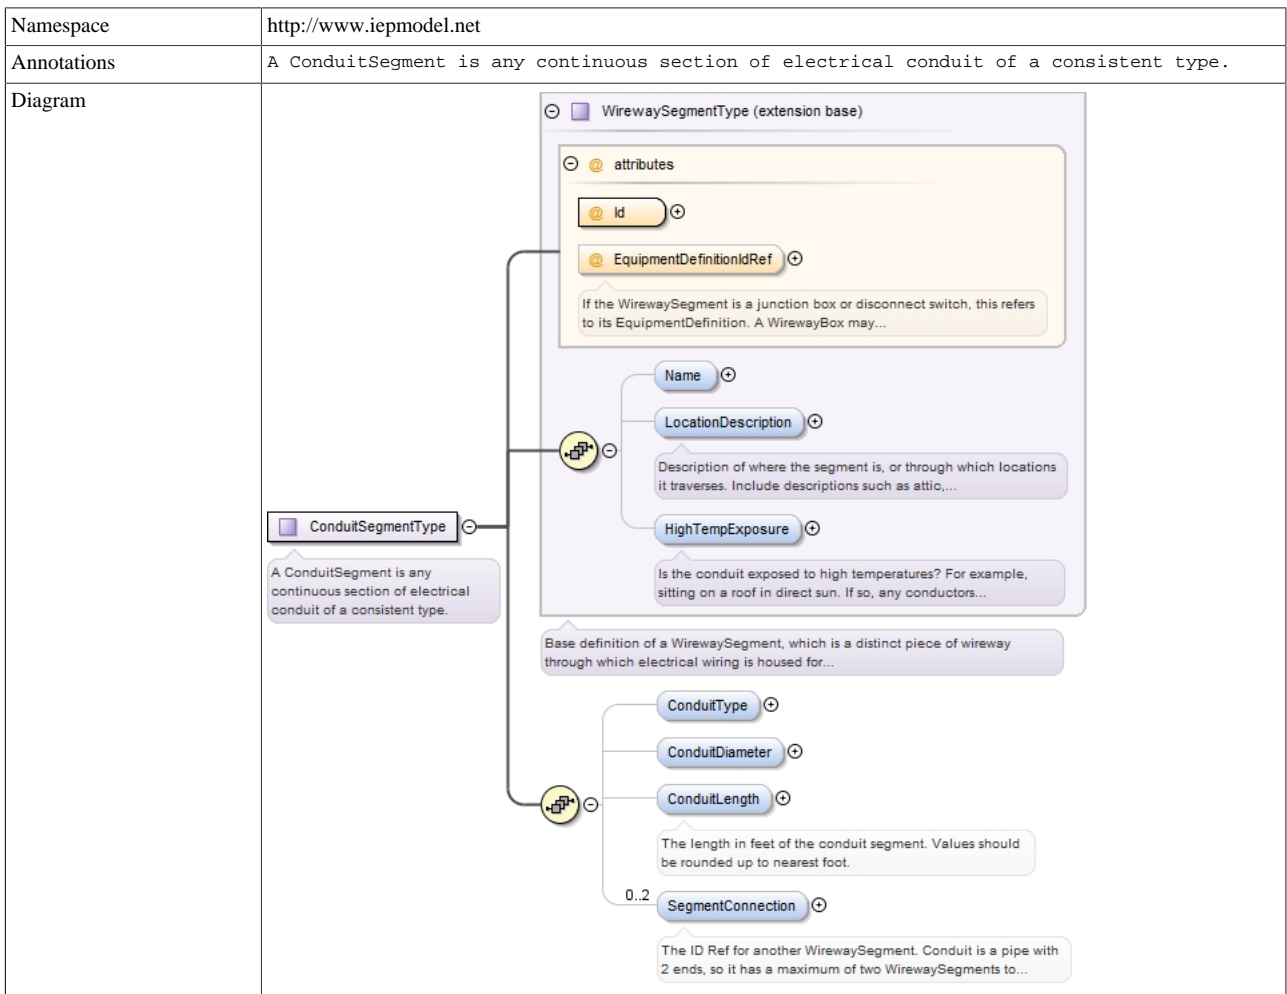 Namespace
http://www.iepmodel.net
Annotations
A ConduitSegment is any continuous section of electrical conduit of a consistent type.
Diagram
WirewaySegmentType (extension base)
@ attributes
@ Id
@ EquipmentDefinitionIdRef
If the WirewaySegment is a junction box or disconnect switch, this refers
to its EquipmentDefinition. A WirewayBox may...
Name
LocationDescription
Description of where the segment is, or through which locations
it traverses. Include descriptions such as attic,...
HighTempExposure
Is the conduit exposed to high temperatures? For example,
sitting on a roof in direct sun. If so, any conductors...
ConduitSegmentType
A ConduitSegment is any
continuous section of electrical
conduit of a consistent type.
Base definition of a WirewaySegment, which is a distinct piece of wireway
through which electrical wiring is housed for...
ConduitType
ConduitDiameter
ConduitLength
The length in feet of the conduit segment. Values should
be rounded up to nearest foot.
0..2
SegmentConnection
The ID Ref for another WirewaySegment. Conduit is a pipe with
2 ends, so it has a maximum of two WirewaySegments to...